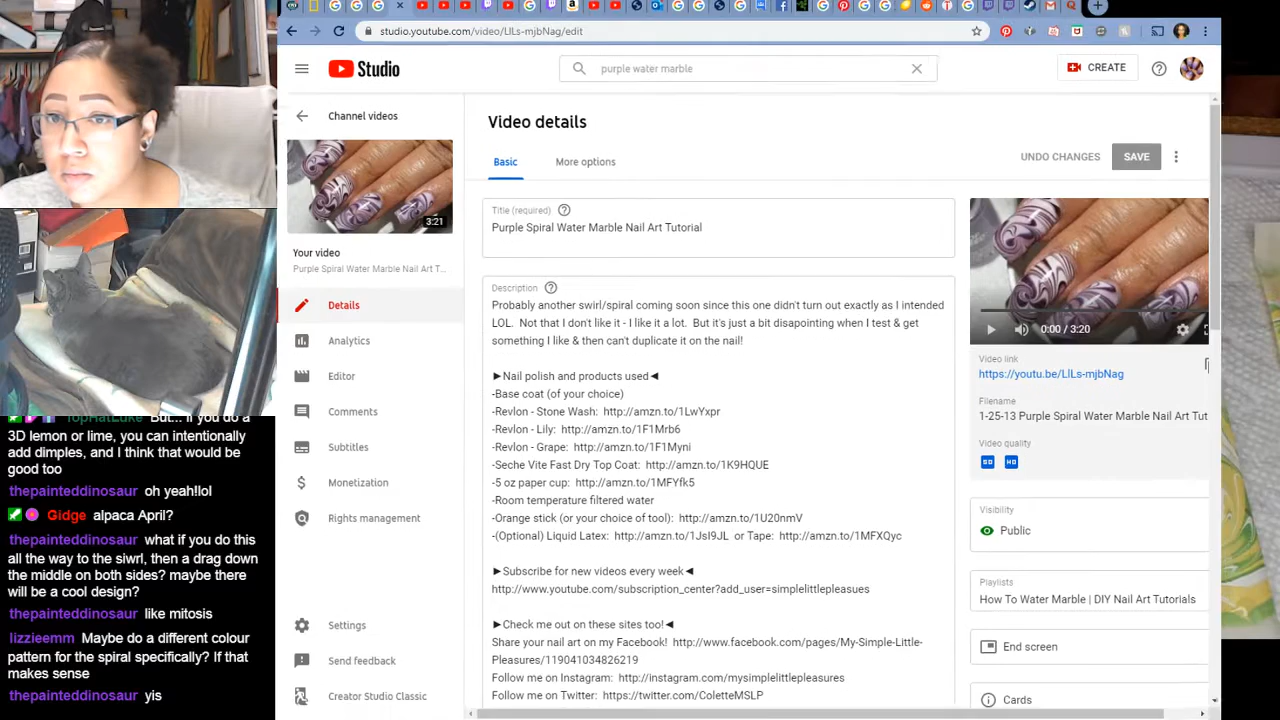 studio.youtube.com/video/LlLs-mjbNag/edit
Studio
purple water marble
CREATE
Channel videos
3:21
Your video
Purple Spiral Water Marble Nail Art T...
Details
Analytics
Editor
Comments
Subtitles
Monetization
Rights management
Settings
Send feedback
Creator Studio Classic
Video details
Basic
More options
UNDO CHANGES
SAVE
Title (required)
Purple Spiral Water Marble Nail Art Tutorial
Description
Probably another swirl/spiral coming soon since this one didn't turn out exactly as I intended
LOL. Not that I don't like it - I like it a lot. But it's just a bit disapointing when I test & get
something I like & then can't duplicate it on the nail!
►Nail polish and products used◄
-Base coat (of your choice)
-Revlon - Stone Wash: http://amzn.to/1LwYxpr
-Revlon - Lily: http://amzn.to/1F1Mrb6
-Revlon - Grape: http://amzn.to/1F1Myni
-Seche Vite Fast Dry Top Coat: http://amzn.to/1K9HQUE
-5 oz paper cup: http://amzn.to/1MFYfk5
-Room temperature filtered water
-Orange stick (or your choice of tool): http://amzn.to/1U20nmV
-(Optional) Liquid Latex: http://amzn.to/1JsI9JL or Tape: http://amzn.to/1MFXQyc
►Subscribe for new videos every week◄
http://www.youtube.com/subscription_center?add_user=simplelittlepleasues
►Check me out on these sites too!◄
Share your nail art on my Facebook! http://www.facebook.com/pages/My-Simple-Little-
Pleasures/119041034826219
Follow me on Instagram: http://instagram.com/mysimplelittlepleasures
Follow me on Twitter: https://twitter.com/ColetteMSLP
0:00 / 3:20
Video link
https://youtu.be/LlLs-mjbNag
Filename
1-25-13 Purple Spiral Water Marble Nail Art Tut
Video quality
SD HD
Visibility
Public
Playlists
How To Water Marble | DIY Nail Art Tutorials
End screen
Cards
TopHatLuke But... if you do a
3D lemon or lime, you can intentionally
add dimples, and I think that would be
good too
thepainteddinosaur oh yeah!lol
Gidge alpaca April?
thepainteddinosaur what if you do this
all the way to the siwrl, then a drag down
the middle on both sides? maybe there
will be a cool design?
thepainteddinosaur like mitosis
lizzieemm Maybe do a different colour
pattern for the spiral specifically? If that
makes sense
thepainteddinosaur yis